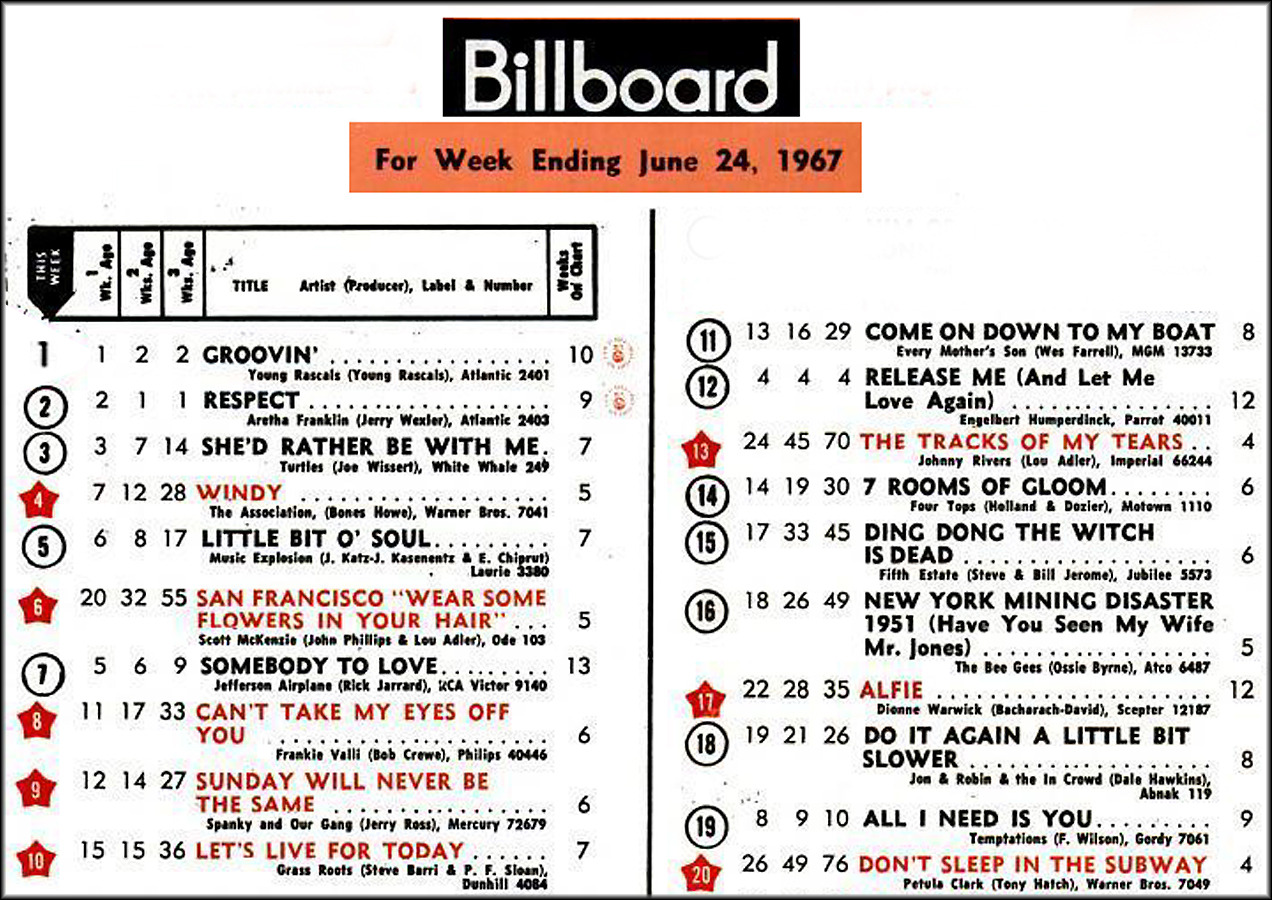 Billboard
For Week Ending June 24, 1967
THIS WEEK
1 Wk. Ago
2 Wks. Ago
3 Wks. Ago
TITLE Artist (Producer), Label & Number
Weeks On Chart
1 1 2 2 GROOVIN' . . . . . . . . . . . . . . . . . . 10
Young Rascals (Young Rascals), Atlantic 2401
2 2 1 1 RESPECT . . . . . . . . . . . . . . . . . . . . 9
Aretha Franklin (Jerry Wexler), Atlantic 2403
3 3 7 14 SHE'D RATHER BE WITH ME. 7
Turtles (Joe Wissert), White Whale 249
4 7 12 28 WINDY . . . . . . . . . . . . . . . . . . . . . 5
The Association, (Bones Howe), Warner Bros. 7041
5 6 8 17 LITTLE BIT O' SOUL. . . . . . . . . . 7
Music Explosion (J. Katz-J. Kasenentz & E. Chiprut)
Laurie 3380
6 20 32 55 SAN FRANCISCO "WEAR SOME
FLOWERS IN YOUR HAIR" . . . 5
Scott McKenzie (John Phillips & Lou Adler), Ode 103
7 5 6 9 SOMEBODY TO LOVE. . . . . . . . . 13
Jefferson Airplane (Rick Jarrard), RCA Victor 9140
8 11 17 33 CAN'T TAKE MY EYES OFF
YOU . . . . . . . . . . . . . . . . . . . . . . . 6
Frankie Valli (Bob Crewe), Philips 40446
9 12 14 27 SUNDAY WILL NEVER BE
THE SAME . . . . . . . . . . . . . . . . . . 6
Spanky and Our Gang (Jerry Ross), Mercury 72679
10 15 15 36 LET'S LIVE FOR TODAY . . . . . . 7
Grass Roots (Steve Barri & P. F. Sloan),
Dunhill 4084
11 13 16 29 COME ON DOWN TO MY BOAT 8
Every Mother's Son (Wes Farrell), MGM 13733
12 4 4 4 RELEASE ME (And Let Me
Love Again) . . . . . . . . . . . . . . . . 12
Engelbert Humperdinck, Parrot 40011
13 24 45 70 THE TRACKS OF MY TEARS . . 4
Johnny Rivers (Lou Adler), Imperial 66244
14 14 19 30 7 ROOMS OF GLOOM. . . . . . . . 6
Four Tops (Holland & Dozier), Motown 1110
15 17 33 45 DING DONG THE WITCH
IS DEAD . . . . . . . . . . . . . . . . . . . . 6
Fifth Estate (Steve & Bill Jerome), Jubilee 5573
16 18 26 49 NEW YORK MINING DISASTER
1951 (Have You Seen My Wife
Mr. Jones) . . . . . . . . . . . . . . . . . . 5
The Bee Gees (Ossie Byrne), Atco 6487
17 22 28 35 ALFIE . . . . . . . . . . . . . . . . . . . . . . 12
Dionne Warwick (Bacharach-David), Scepter 12187
18 19 21 26 DO IT AGAIN A LITTLE BIT
SLOWER . . . . . . . . . . . . . . . . . . . 8
Jon & Robin & the In Crowd (Dale Hawkins),
Abnak 119
19 8 9 10 ALL I NEED IS YOU. . . . . . . . . 9
Temptations (F. Wilson), Gordy 7061
20 26 49 76 DON'T SLEEP IN THE SUBWAY 4
Petula Clark (Tony Hatch), Warner Bros. 7049